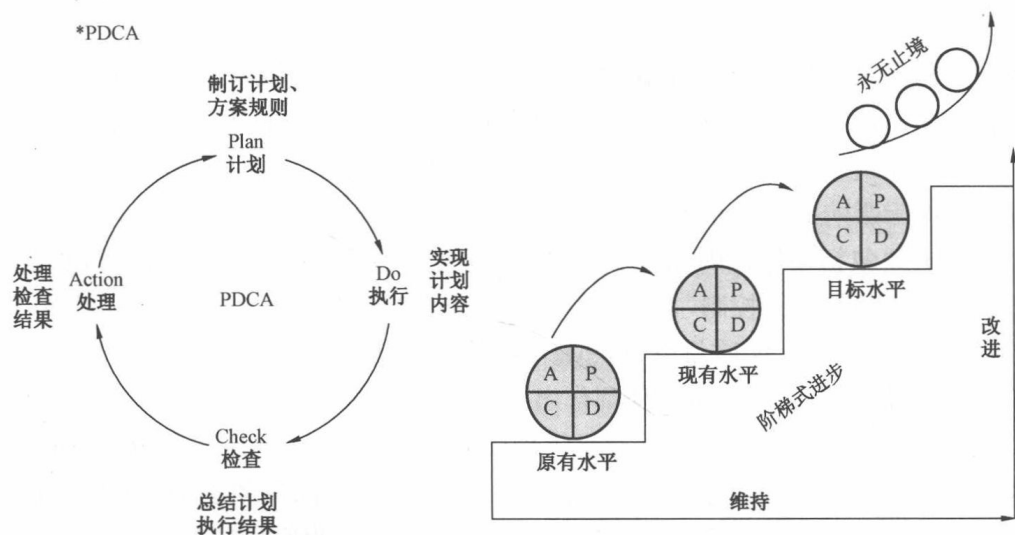 *PDCA
制订计划、
方案规则
Plan
计划
Do
执行
实现
计划
内容
Check
检查
总结计划
执行结果
Action
处理
处理
检查
结果
PDCA
永无止境
A P
C D
目标水平
A P
C D
现有水平
A P
C D
原有水平
阶梯式进步
改
进
维持